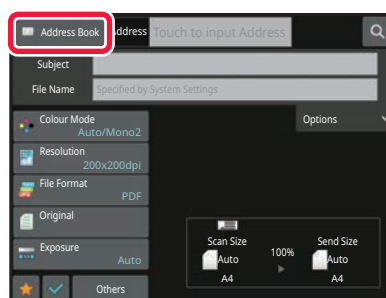 Address Book
Address
Touch to input Address
Subject
File Name
Specified by System Settings
Colour Mode
Auto/Mono2
Options
Resolution
200x200dpi
File Format
PDF
Original
Exposure
Auto
Others
Scan Size
Auto
A4
100%
Send Size
Auto
A4